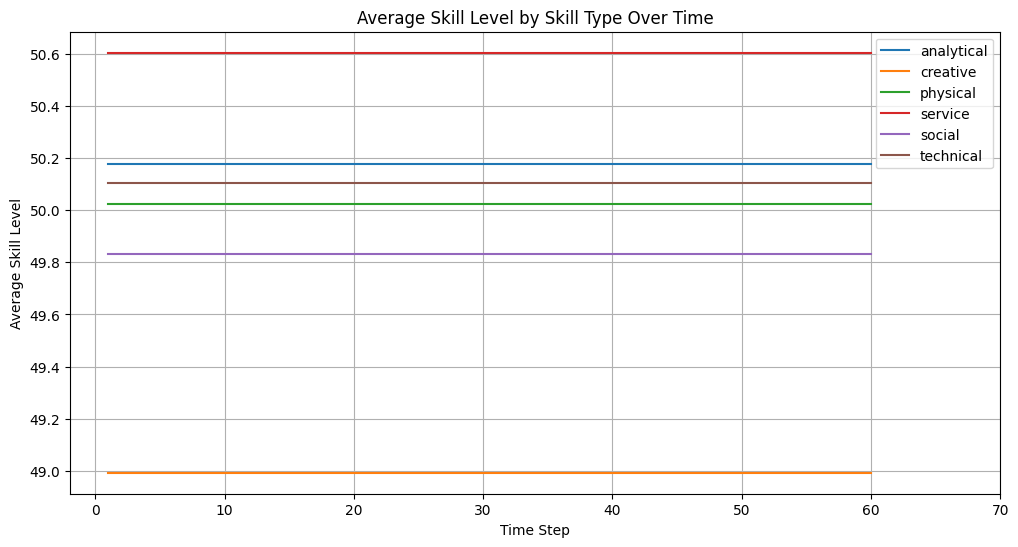 Average Skill Level by Skill Type Over Time
Average Skill Level
50.6
50.4
50.2
50.0
49.8
49.6
49.4
49.2
49.0
analytical
creative
physical
service
social
technical
0 10 20 30 40 50 60 70
Time Step